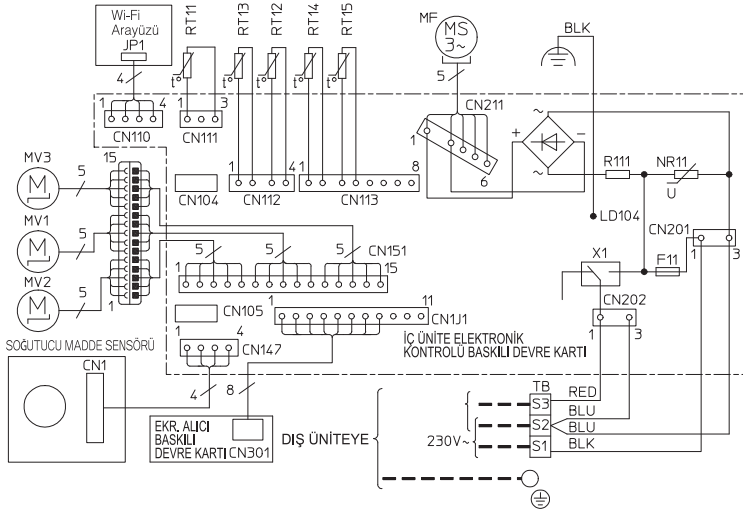 Wi-Fi
Arayüzü
JP1
4
1 4
CN110
RT11
t°
1 3
CN111
RT13
t°
RT12
t°
RT14
t°
RT15
t°
MF
MS
3~
5
CN211
1
6
BLK
~
+ −
~
R111
NR11
U
LD104
CN201
1 3
F11
X1
CN202
1 3
MV3
M
5
MV1
M
5
MV2
M
5
15
1
CN104
1 4
CN112
1 8
CN113
5
5
5
CN151
1 15
CN105
1 11
CN1J1
1 4
CN147
İÇ ÜNİTE ELEKTRONİK
KONTROLÜ BASKILI DEVRE KARTI
SOĞUTUCU MADDE SENSÖRÜ
CN1
4
8
EKR. ALICI
BASKILI
DEVRE KARTI CN301
DIŞ ÜNİTEYE
230V~
TB
S3
S2
S1
RED
BLU
BLU
BLK